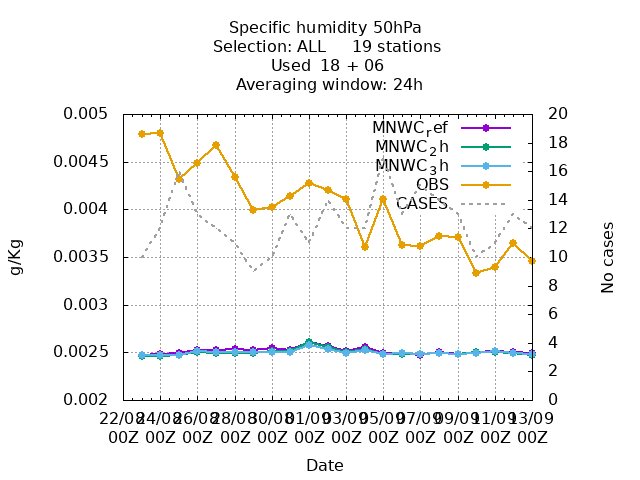 Specific humidity 50hPa
Selection: ALL 19 stations
Used 18 + 06
Averaging window: 24h
0.005
0.0045
0.004
0.0035
0.003
0.0025
0.002
g/Kg
20
18
16
14
12
10
8
6
4
2
0
No cases
MNWCref
MNWC2h
MNWC3h
OBS
CASES
22/08 24/08 26/08 28/08 30/08 01/09 03/09 05/09 07/09 09/09 11/09 13/09
00Z 00Z 00Z 00Z 00Z 00Z 00Z 00Z 00Z 00Z 00Z 00Z
Date